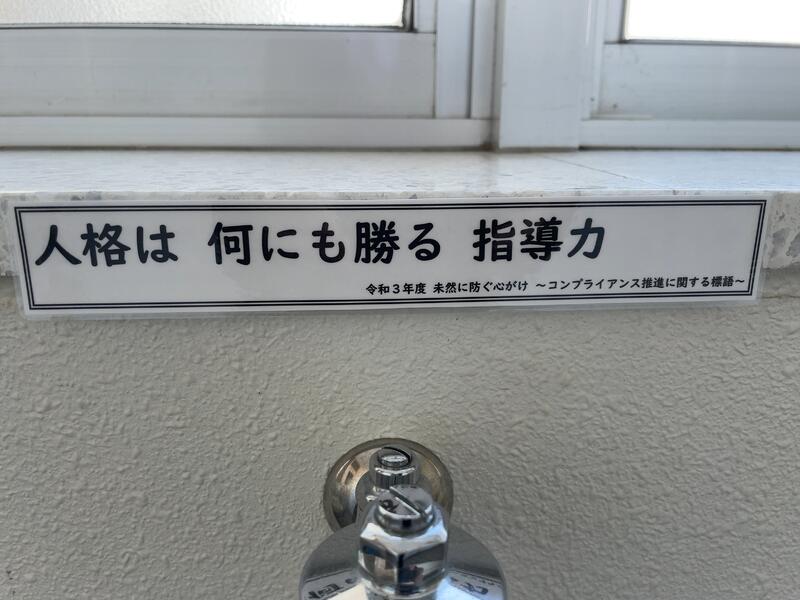 人格は 何にも勝る 指導力
令和３年度 未然に防ぐ心がけ ～コンプライアンス推進に関する標語～